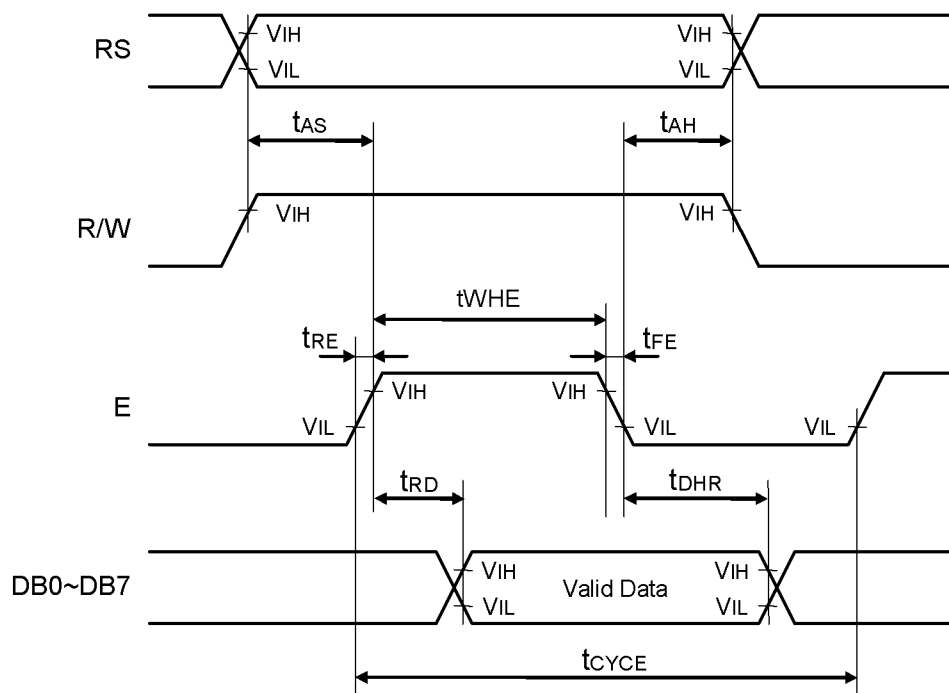 RS
VIH
VIL
VIH
VIL
tAS
tAH
R/W
VIH
VIH
tWHE
tRE
tFE
E
VIH
VIL
VIH
VIL
VIL
tRD
tDHR
DB0~DB7
VIH
VIL
Valid Data
VIH
VIL
tCYCE